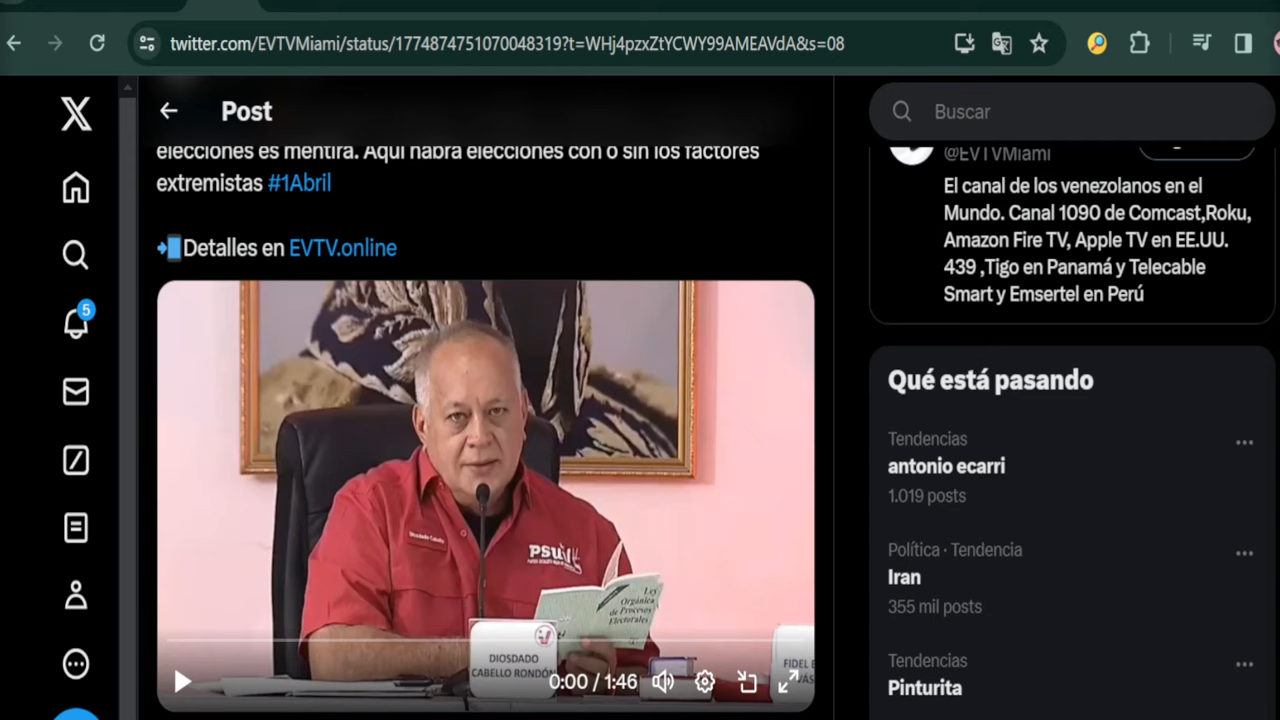 twitter.com/EVTVMiami/status/1774874751070048319?t=WHj4pzxZtYCWY99AMEAVdA&s=08
Post
elecciones es mentira. Aquí habrá elecciones con o sin los factores
extremistas #1Abril
Detalles en EVTV.online
Diosdado Cabello
PSUV
Ley
Orgánica
de Procesos
Electorales
DIOSDADO
CABELLO RONDÓN
FIDEL E
VÁS
0:00 / 1:46
5
Buscar
@EVTVMiami
El canal de los venezolanos en el
Mundo. Canal 1090 de Comcast,Roku,
Amazon Fire TV, Apple TV en EE.UU.
439 ,Tigo en Panamá y Telecable
Smart y Emsertel en Perú
Qué está pasando
Tendencias
antonio ecarri
1.019 posts
Política · Tendencia
Iran
355 mil posts
Tendencias
Pinturita